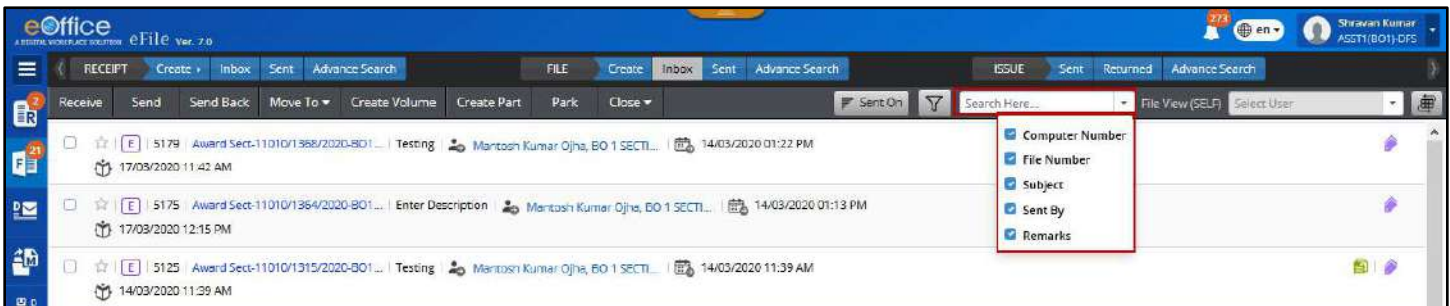 eOffice
A DIGITAL WORKPLACE SOLUTION eFile Ver. 7.0
273 en Shravan Kumar
ASST1(BO1)-DFS
RECEIPT Create Inbox Sent Advance Search FILE Create Inbox Sent Advance Search ISSUE Sent Returned Advance Search
2 R
Receive Send Send Back Move To Create Volume Create Part Park Close Sent On Search Here... File View (SELF) Select User
21 F
E 5179 Award Sect-11010/1368/2020-BO1... Testing Mantosh Kumar Ojha, BO 1 SECTI... 14/03/2020 01:22 PM
17/03/2020 11:42 AM
Computer Number
File Number
Subject
Sent By
Remarks
D
E 5175 Award Sect-11010/1364/2020-BO1... Enter Description Mantosh Kumar Ojha, BO 1 SECTI... 14/03/2020 01:13 PM
17/03/2020 12:15 PM
M
E 5125 Award Sect-11010/1315/2020-BO1... Testing Mantosh Kumar Ojha, BO 1 SECTI... 14/03/2020 11:39 AM
14/03/2020 11:39 AM